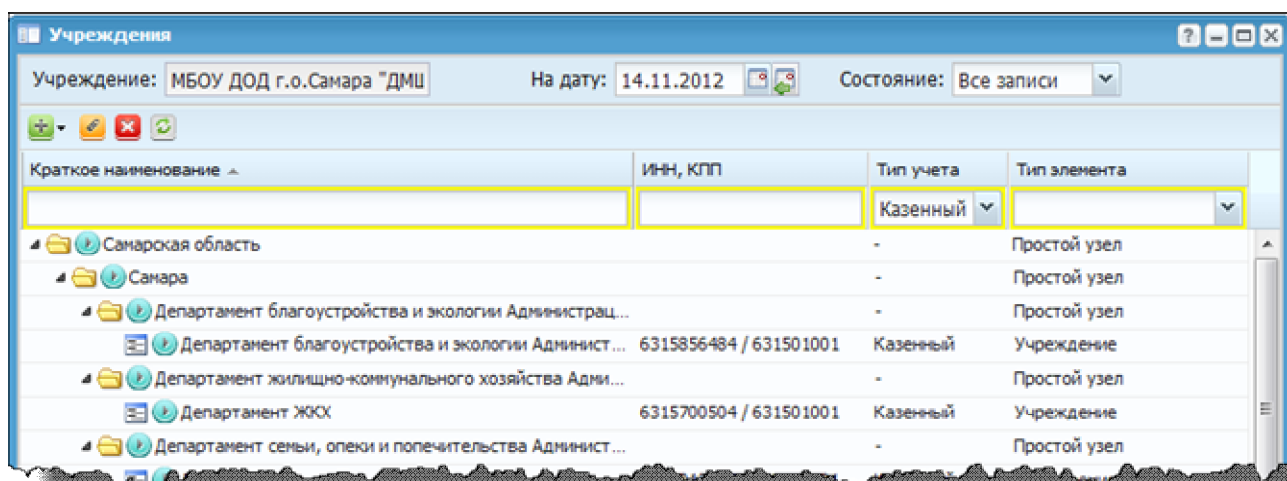 Учреждения
Учреждение: МБОУ ДОД г.о.Самара "ДМШ На дату: 14.11.2012 Состояние: Все записи
Краткое наименование ИНН, КПП Тип учета Тип элемента
Казенный
Самарская область - Простой узел
Самара - Простой узел
Департамент благоустройства и экологии Администрац... - Простой узел
Департамент благоустройства и экологии Админист... 6315856484 / 631501001 Казенный Учреждение
Департамент жилищно-коммунального хозяйства Адми... - Простой узел
Департамент ЖКХ 6315700504 / 631501001 Казенный Учреждение
Департамент семьи, опеки и попечительства Админист... - Простой узел